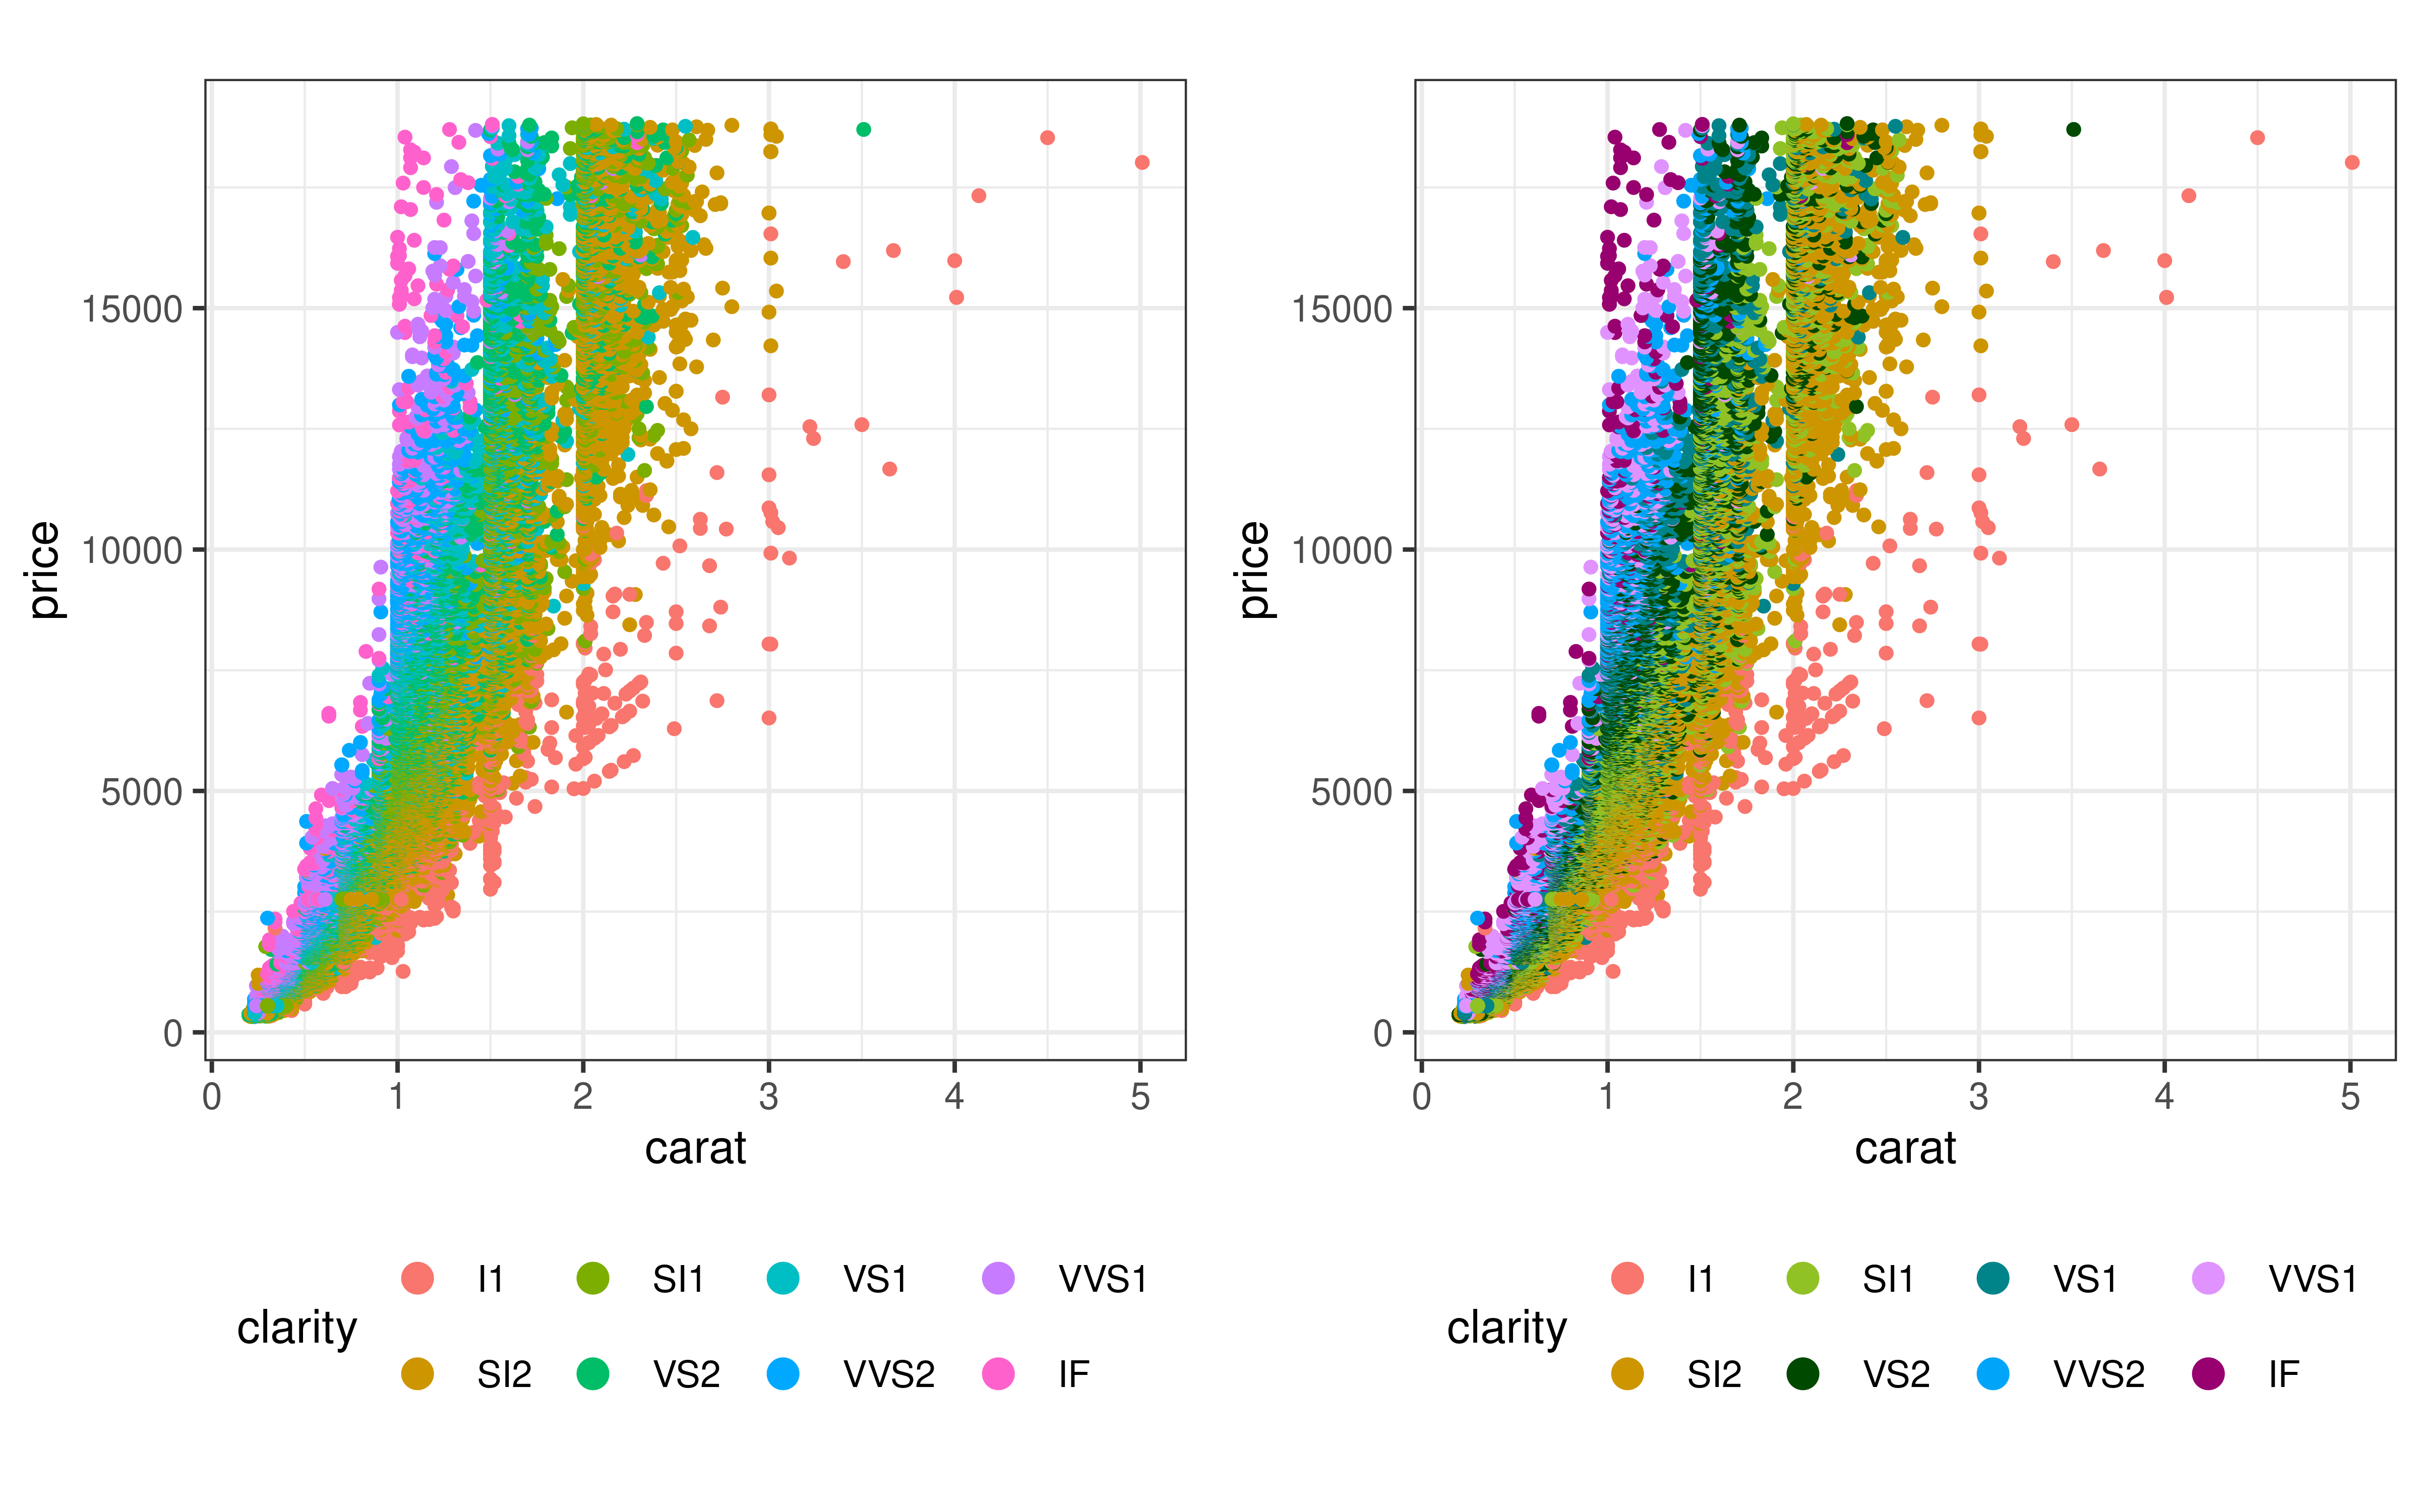 15000
10000
5000
0
price
0 1 2 3 4 5
carat
clarity
I1 SI1 VS1 VVS1
SI2 VS2 VVS2 IF
15000
10000
5000
0
price
0 1 2 3 4 5
carat
clarity
I1 SI1 VS1 VVS1
SI2 VS2 VVS2 IF